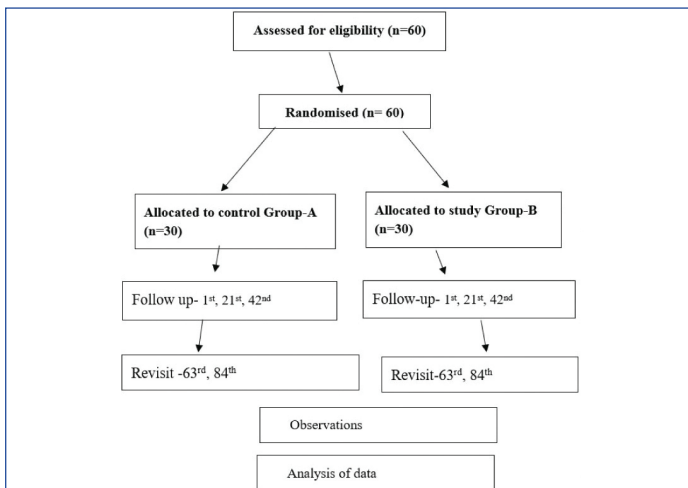 Assessed for eligibility (n=60)
Randomised (n= 60)
Allocated to control Group-A
(n=30)
Allocated to study Group-B
(n=30)
Follow up- 1st, 21st, 42nd
Follow-up- 1st, 21st, 42nd
Revisit -63rd, 84th
Revisit-63rd, 84th
Observations
Analysis of data